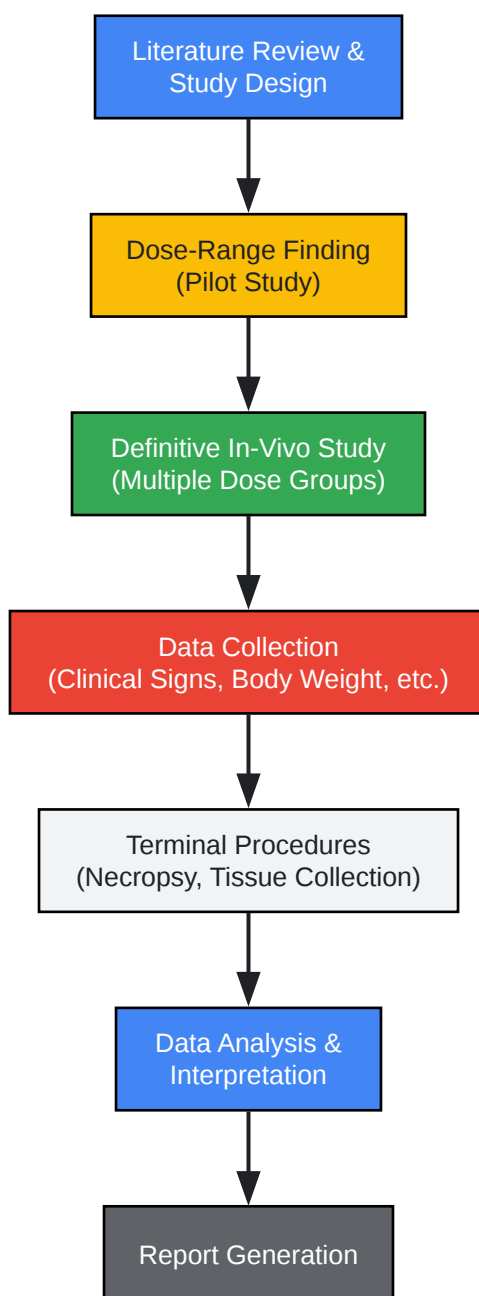 Literature Review &
Study Design
Dose-Range Finding
(Pilot Study)
Definitive In-Vivo Study
(Multiple Dose Groups)
Data Collection
(Clinical Signs, Body Weight, etc.)
Terminal Procedures
(Necropsy, Tissue Collection)
Data Analysis &
Interpretation
Report Generation